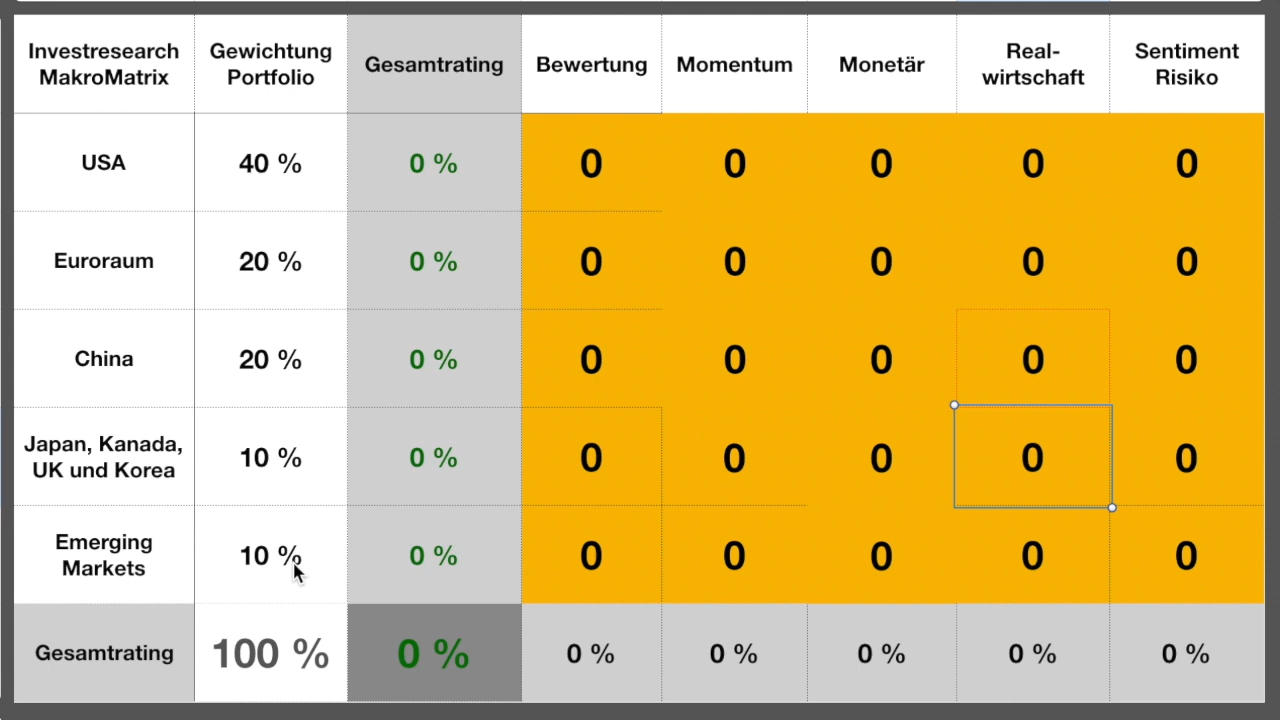 Investresearch MakroMatrix Gewichtung Portfolio Gesamtrating Bewertung Momentum Monetär Real-wirtschaft Sentiment Risiko
USA 40 % 0 % 0 0 0 0 0
Euroraum 20 % 0 % 0 0 0 0 0
China 20 % 0 % 0 0 0 0 0
Japan, Kanada, UK und Korea 10 % 0 % 0 0 0 0 0
Emerging Markets 10 % 0 % 0 0 0 0 0
Gesamtrating 100 % 0 % 0 % 0 % 0 % 0 % 0 %